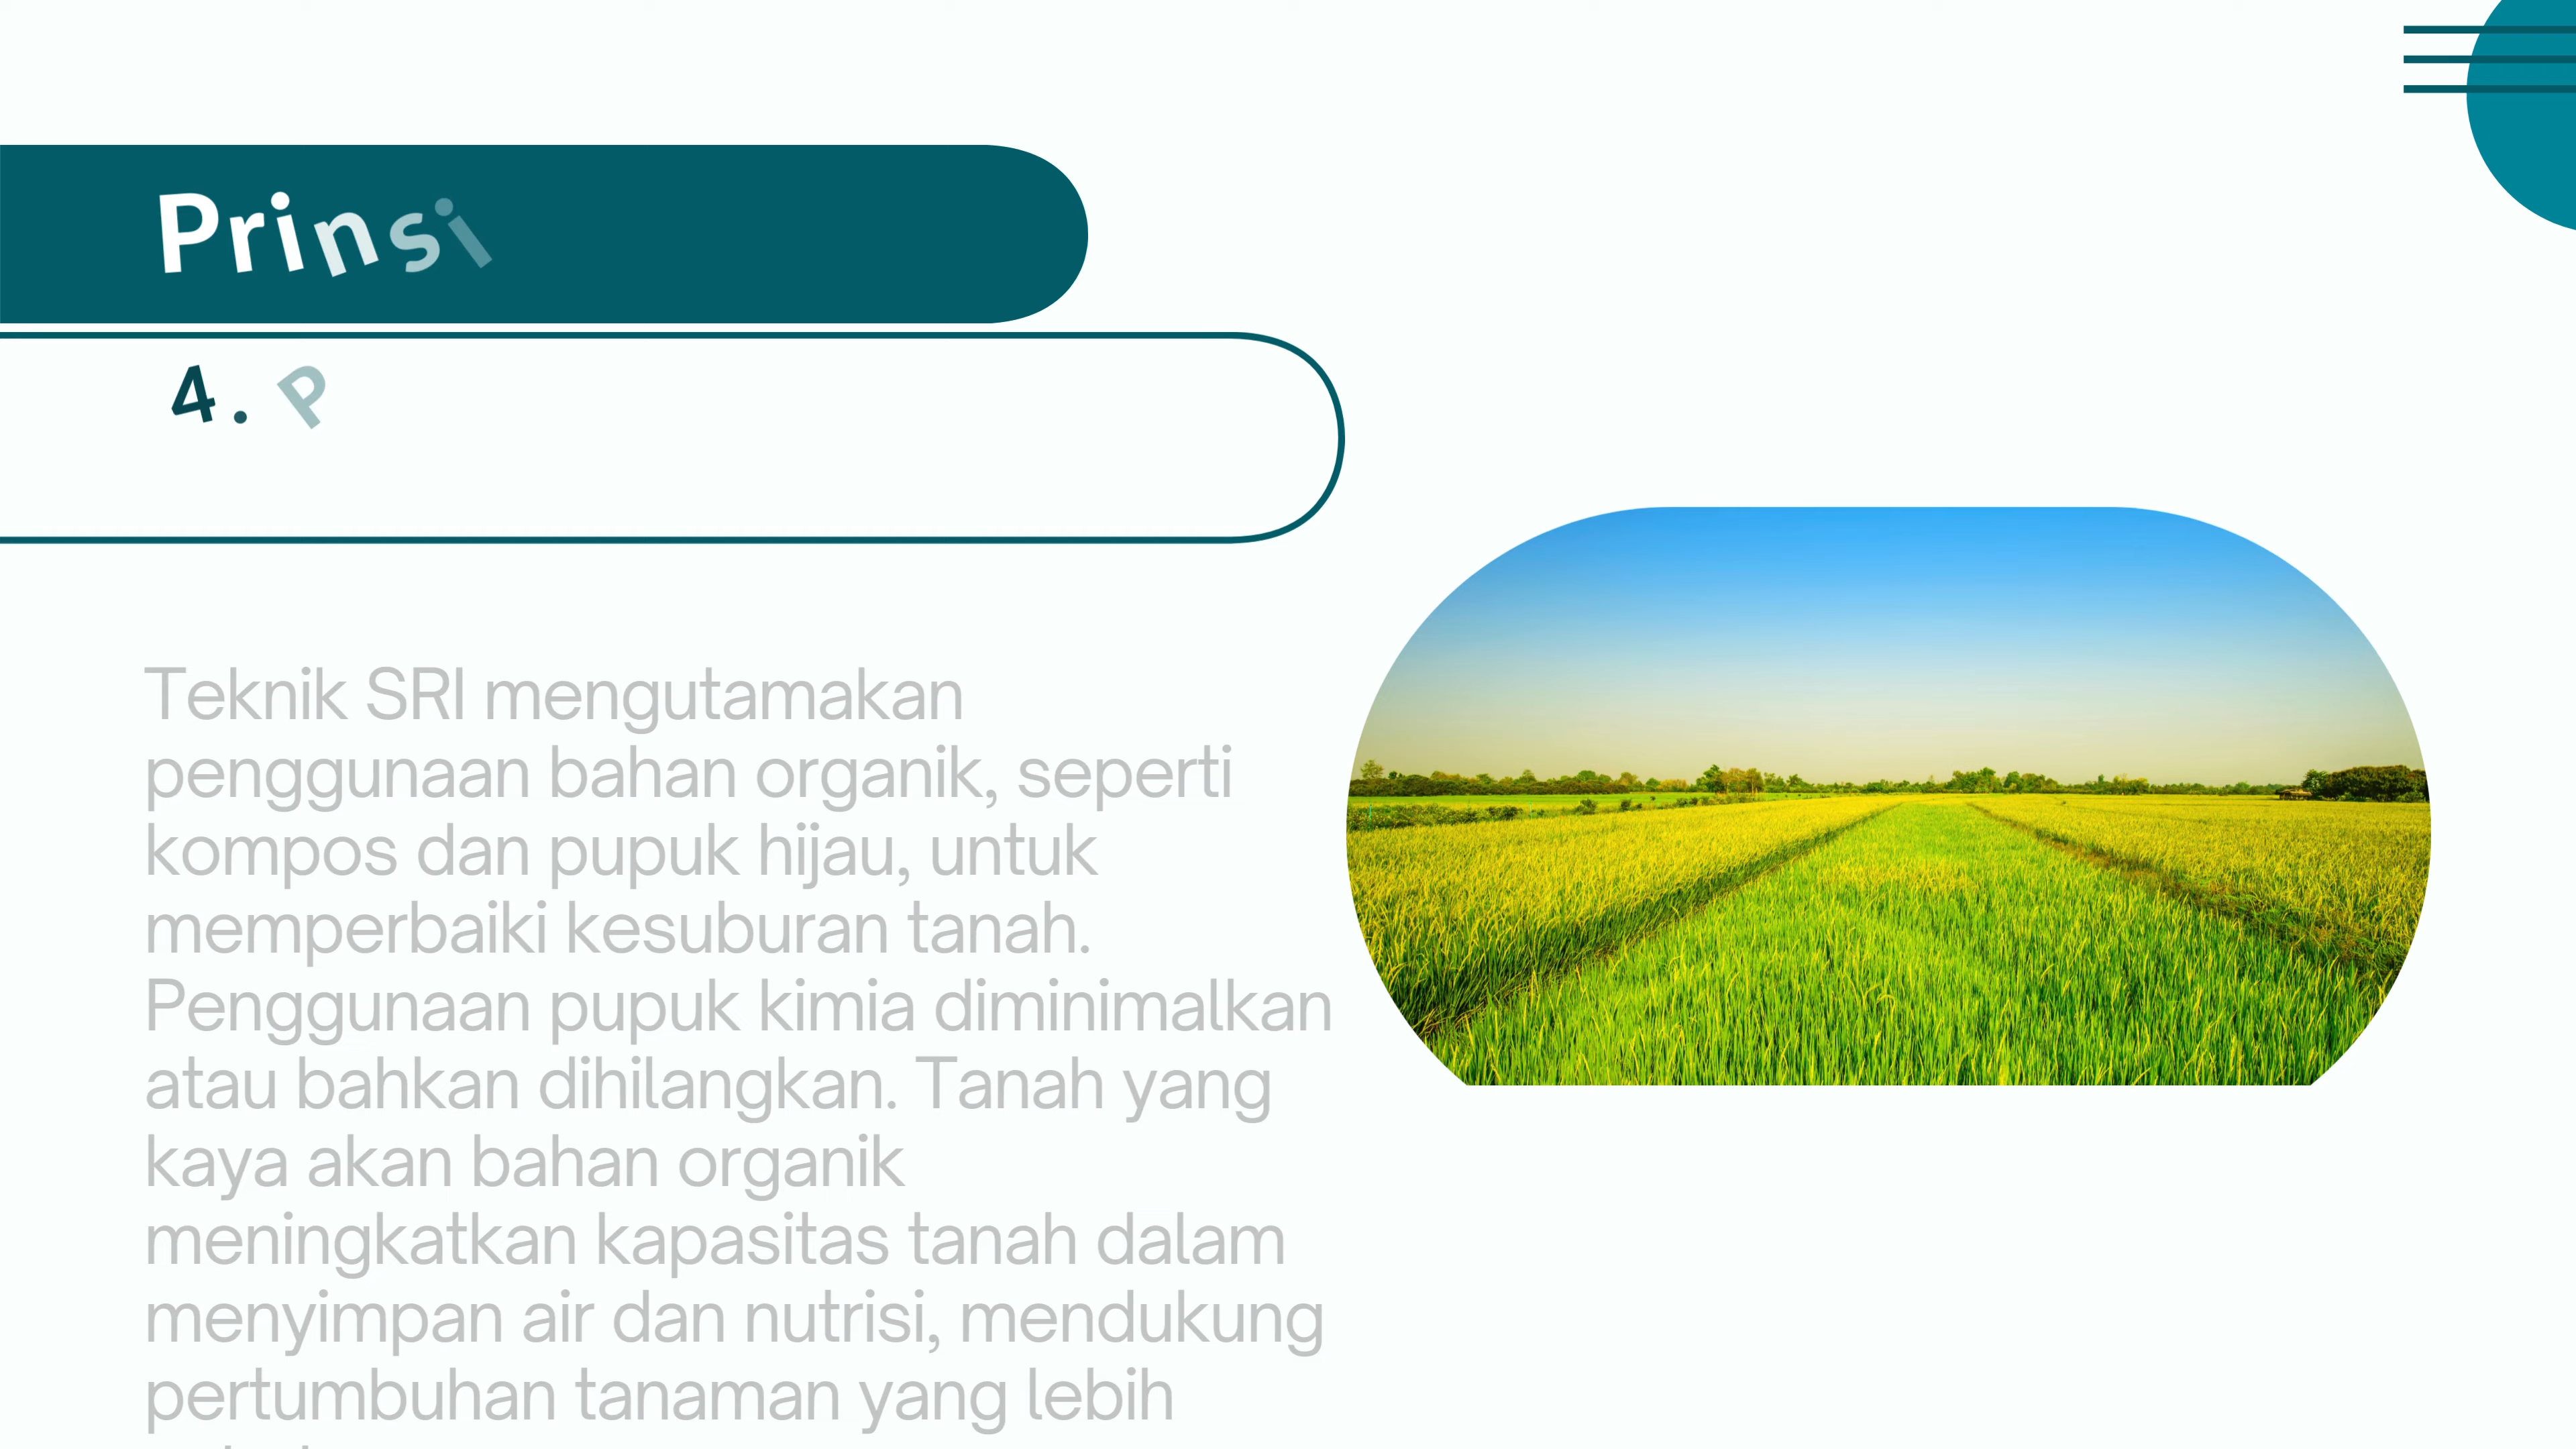 Prinsi
4. P
Teknik SRI mengutamakan
penggunaan bahan organik, seperti
kompos dan pupuk hijau, untuk
memperbaiki kesuburan tanah.
Penggunaan pupuk kimia diminimalkan
atau bahkan dihilangkan. Tanah yang
kaya akan bahan organik
meningkatkan kapasitas tanah dalam
menyimpan air dan nutrisi, mendukung
pertumbuhan tanaman yang lebih